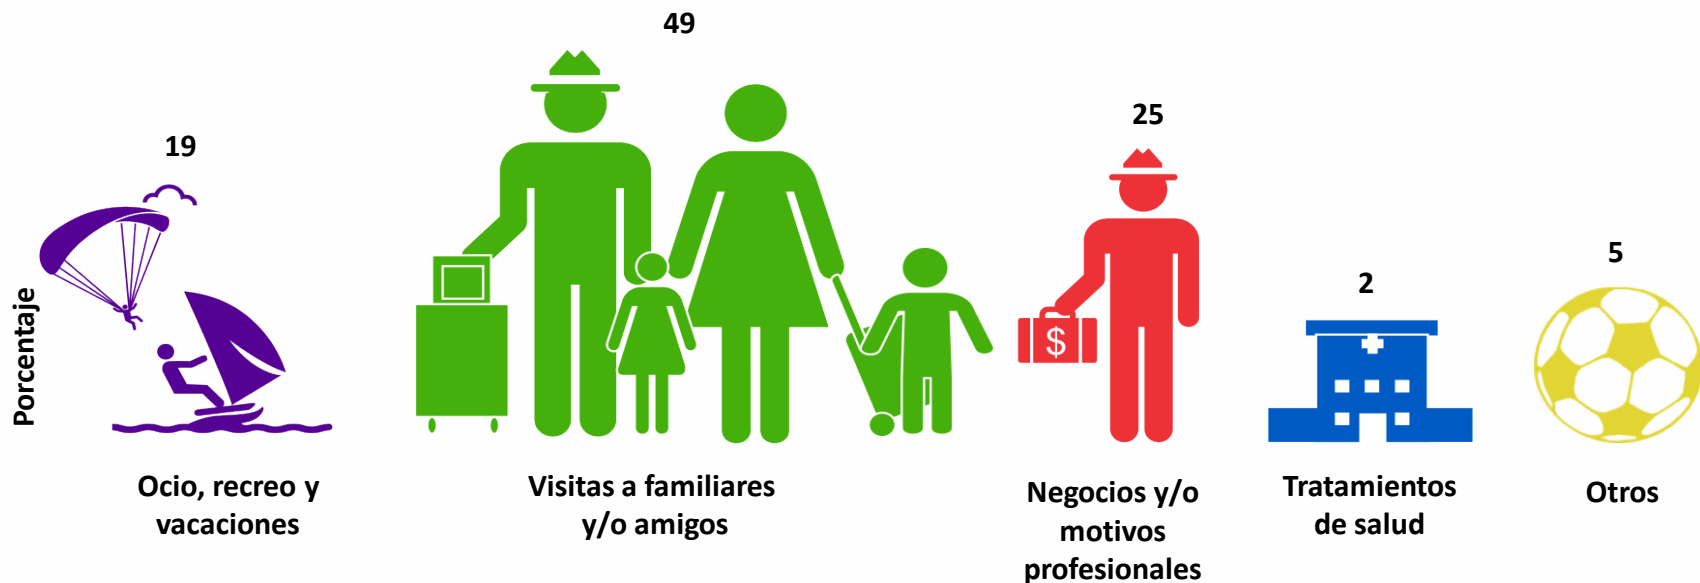 49
25
19
5
2
$
Porcentaje
Ocio, recreo y
vacaciones
Visitas a familiares
y/o amigos
Negocios y/o
motivos
profesionales
Tratamientos
de salud
Otros